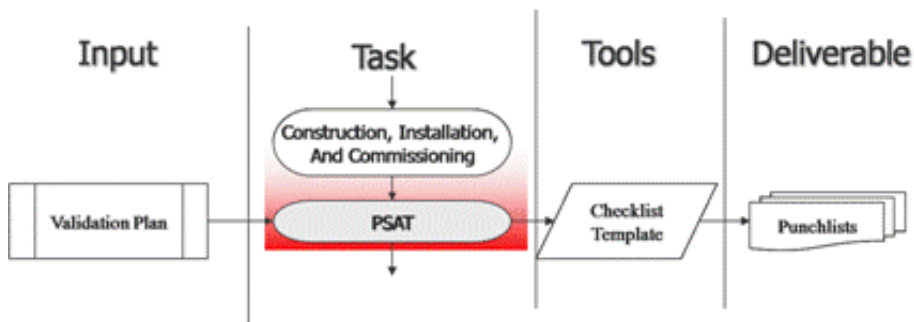 Input
Task
Tools
Deliverable
Construction, Installation,
And Commissioning
Validation Plan
PSAT
Checklist
Template
Punchlists